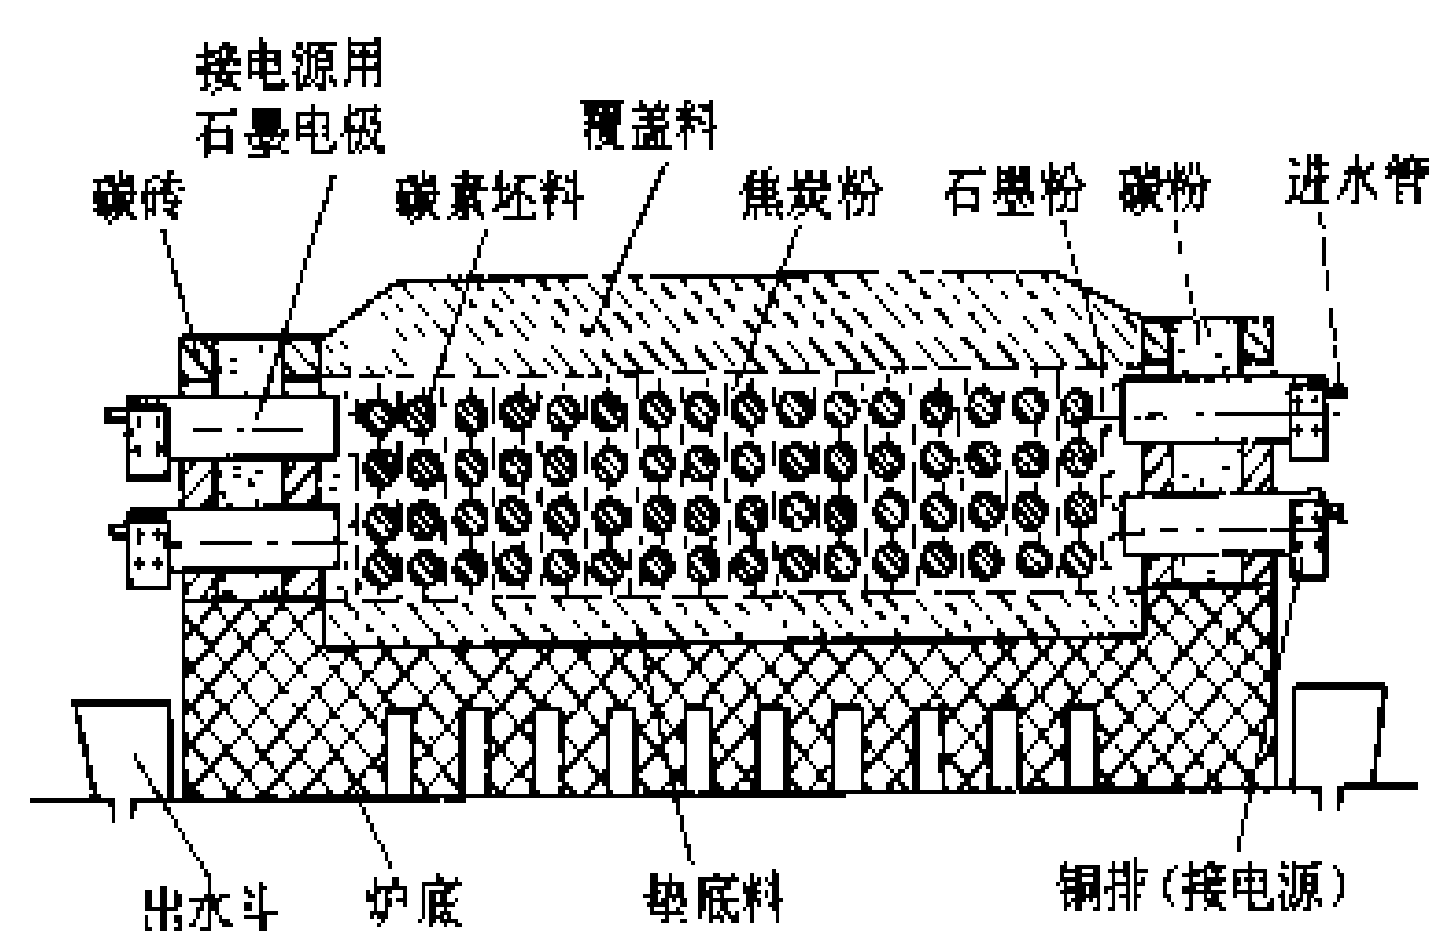 接电源用
石墨电极
覆盖料
碳砖
碳素坯料
焦炭粉
石墨粉
碳粉
进水管
出水斗
炉底
垫底料
铜排(接电源)